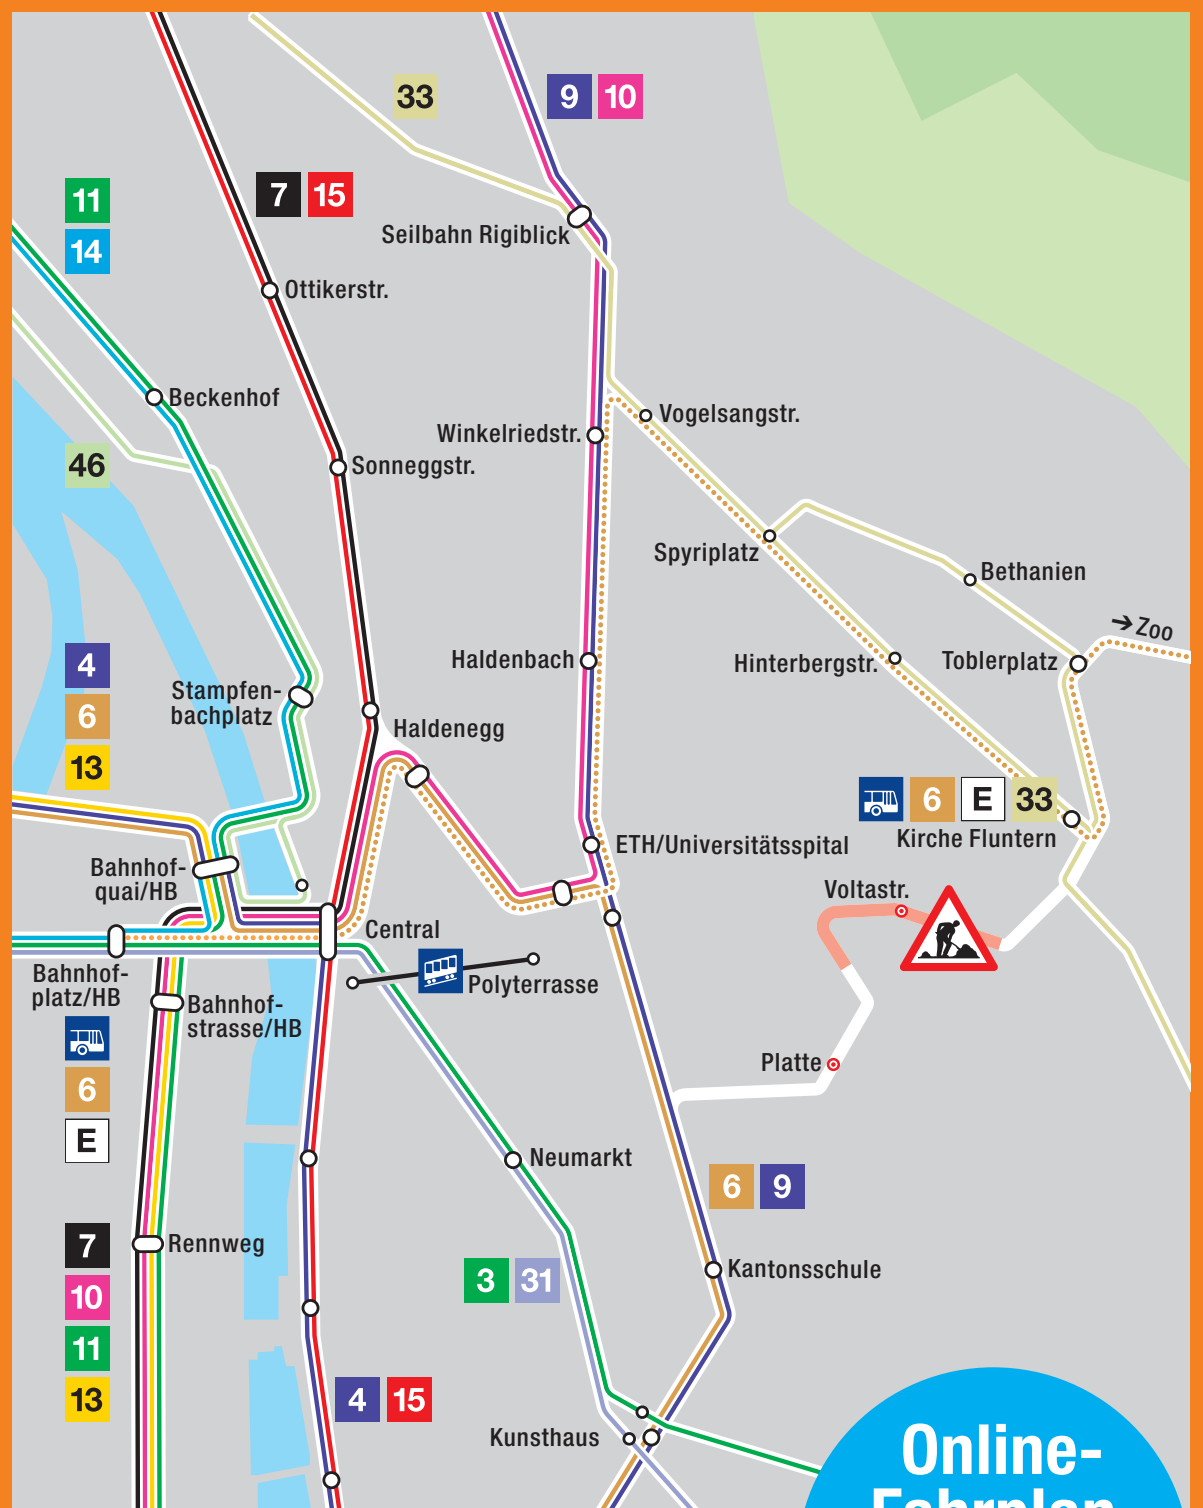 33
9 10
7 15
11
14
Seilbahn Rigiblick
Ottikerstr.
Beckenhof
Vogelsangstr.
Winkelriedstr.
46
Sonneggstr.
Spyriplatz
Bethanien
➔ Zoo
4
6
13
Haldenbach
Hinterbergstr.
Toblerplatz
Stampfen-
bachplatz
Haldenegg
6 E 33
Kirche Fluntern
ETH/Universitätsspital
Bahnhof-
quai/HB
Voltastr.
Central
Bahnhof-
platz/HB
Polyterrasse
Bahnhof-
strasse/HB
6
E
Platte
Neumarkt
6 9
Rennweg
7
10
11
13
3 31
Kantonsschule
4 15
Kunsthaus
Online-
Fahrplan